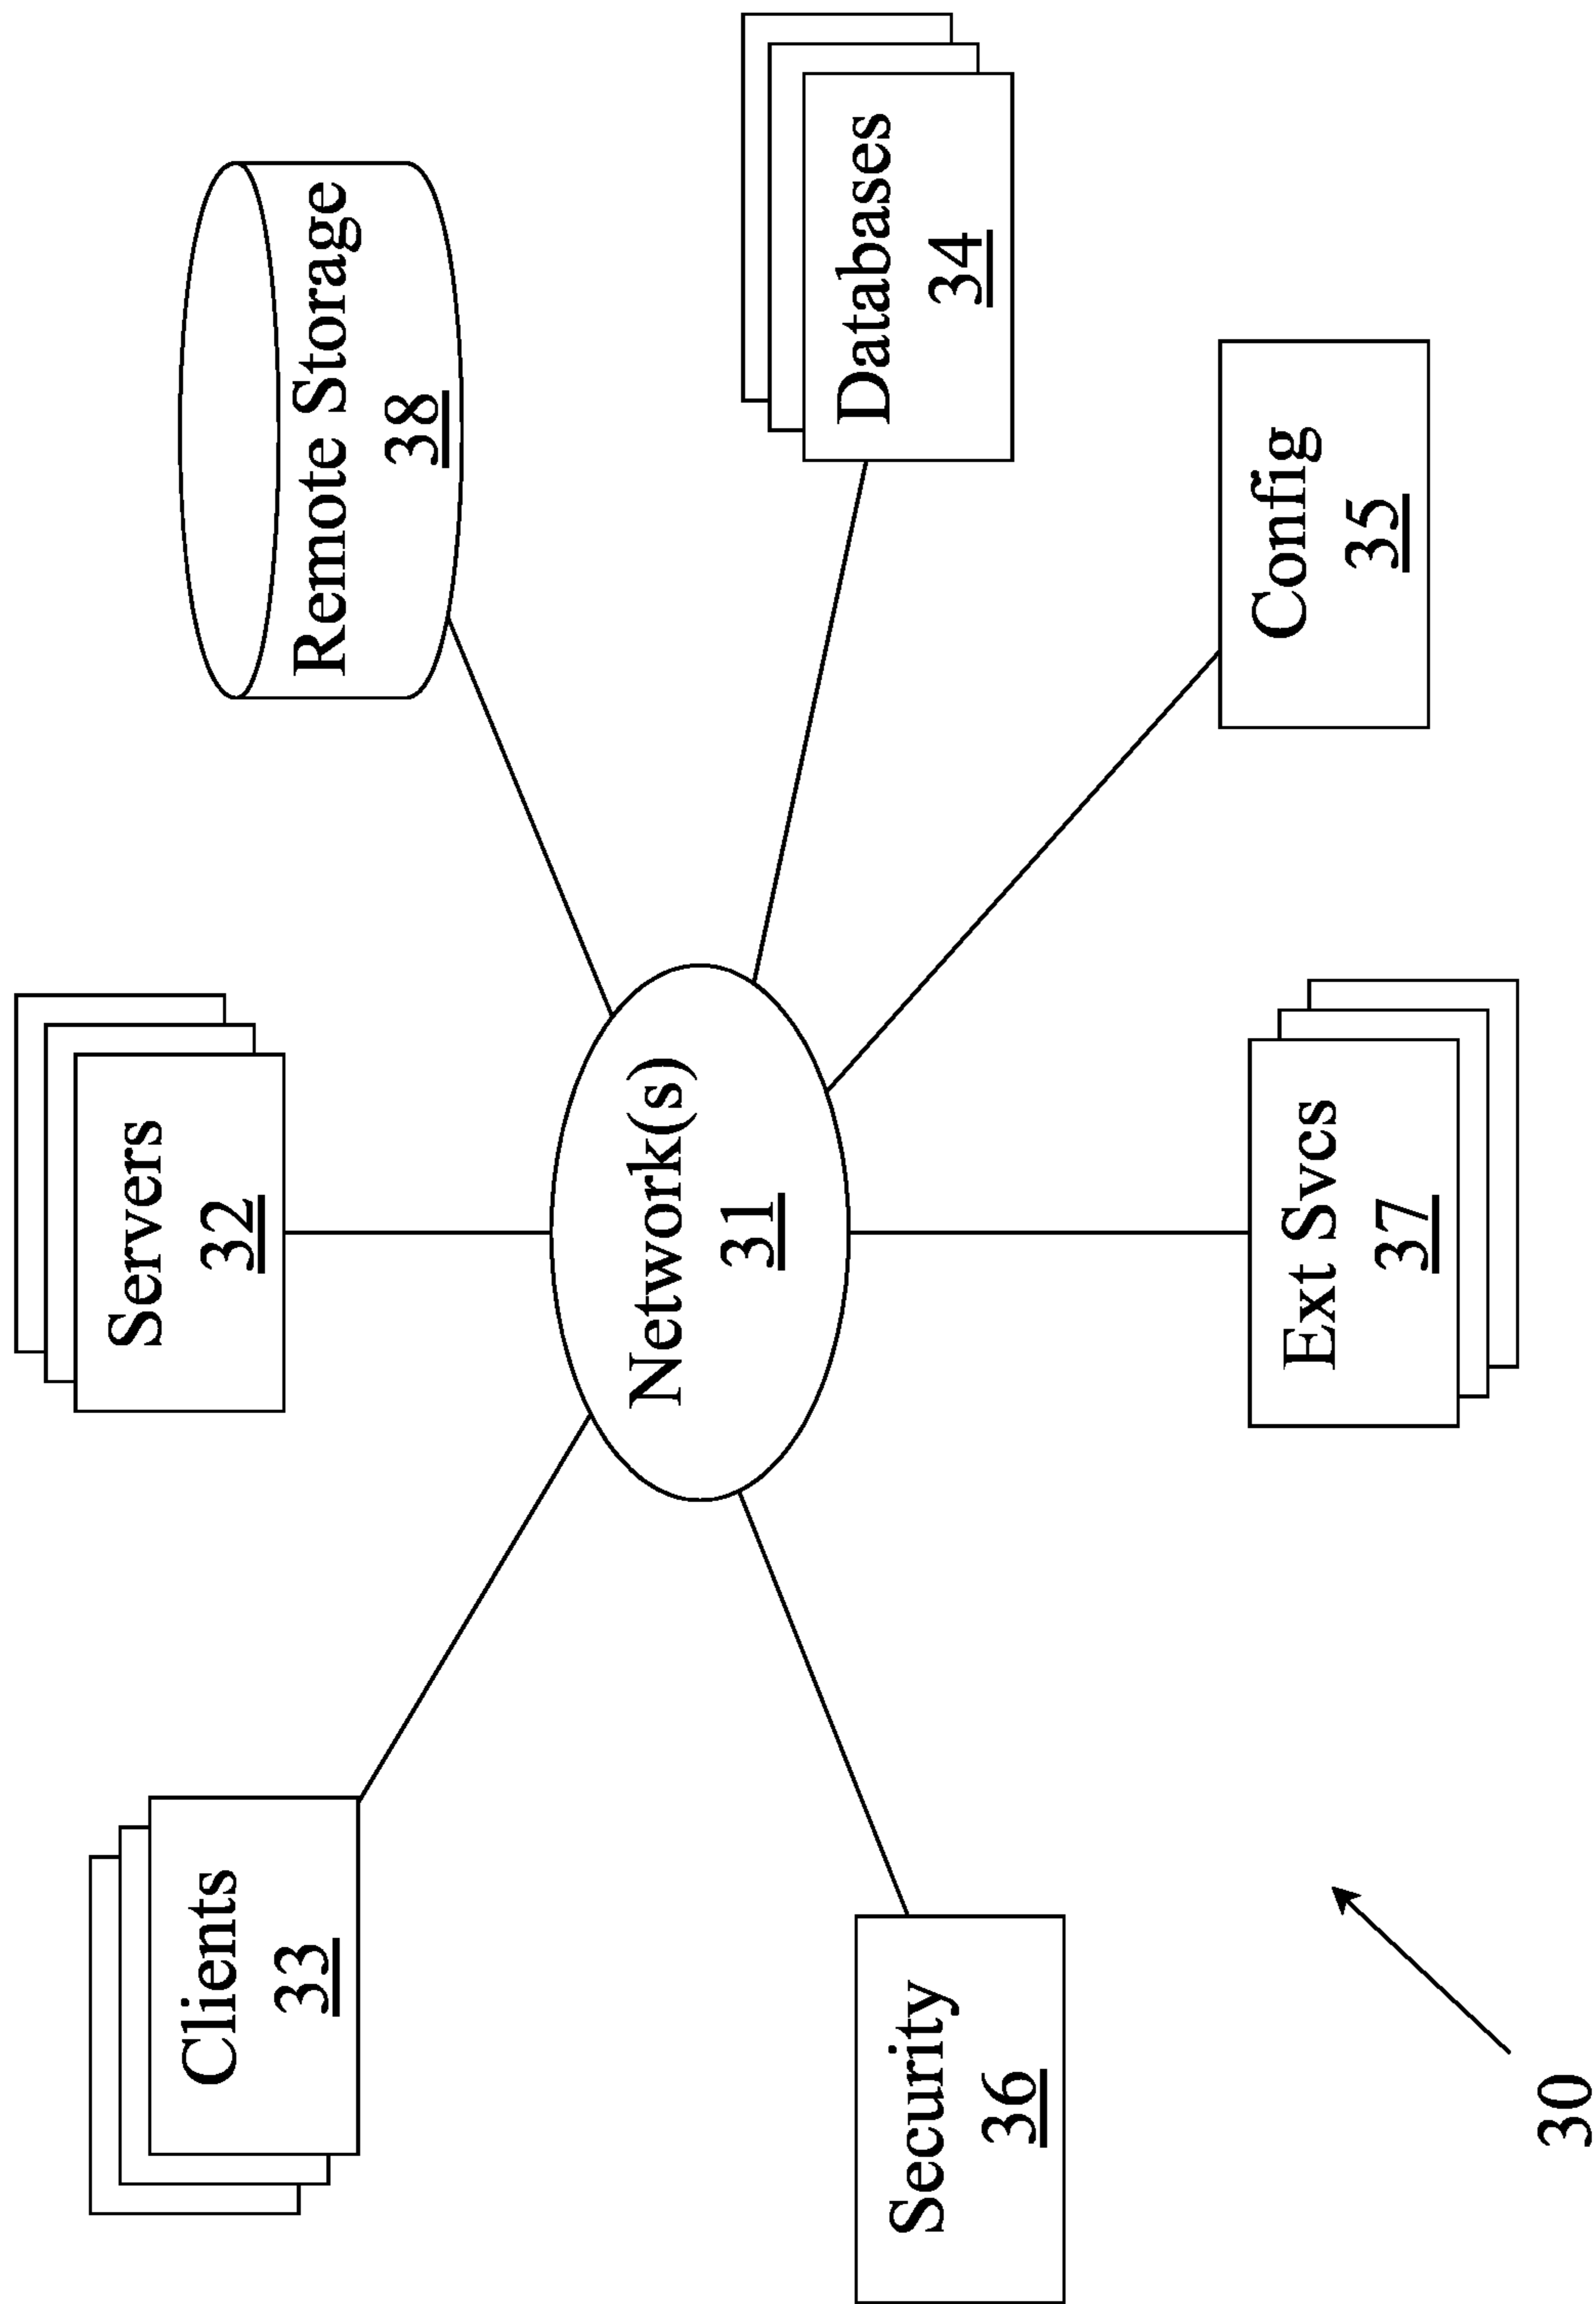 Servers
32
Clients
33
Remote Storage
38
Network(s)
31
Databases
34
Security
36
Ext Svcs
37
Config
35
30